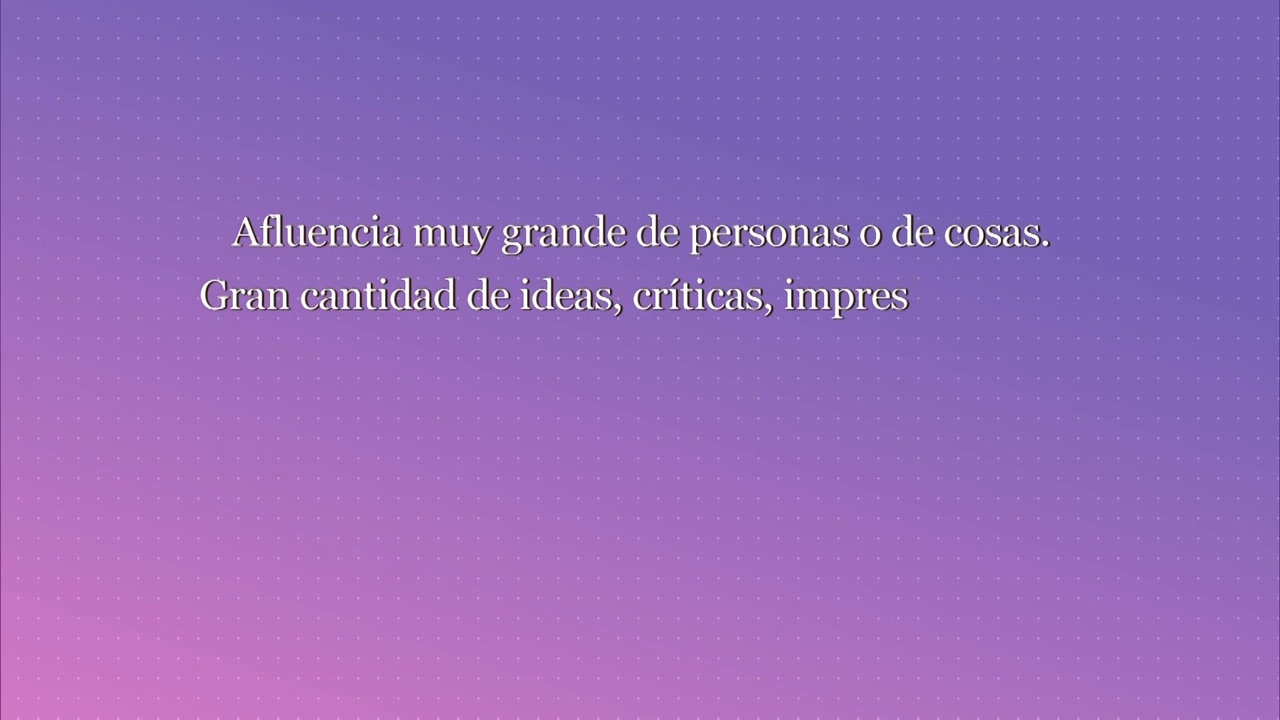 Afluencia muy grande de personas o de cosas.
Gran cantidad de ideas, críticas, impres